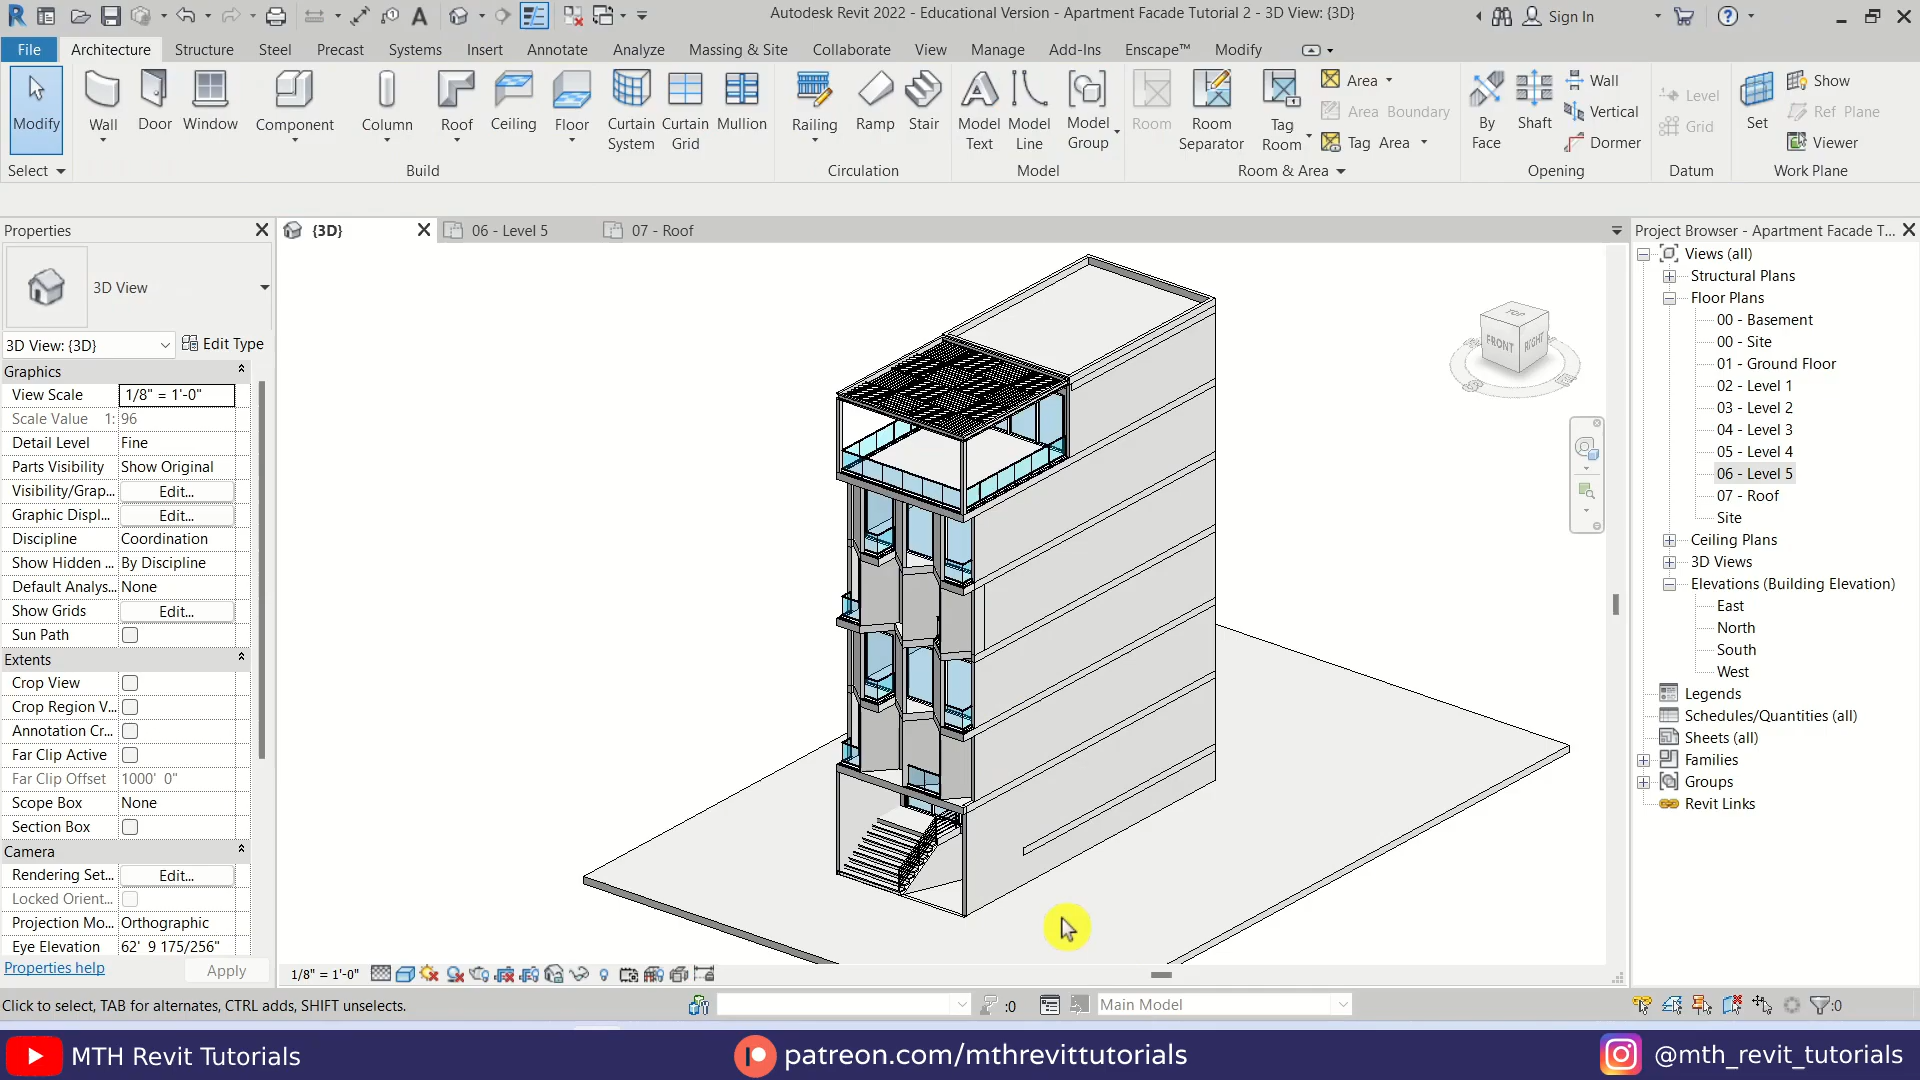 Autodesk Revit 2022 - Educational Version - Apartment Facade Tutorial 2 - 3D View: {3D}
Sign In
File Architecture Structure Steel Precast Systems Insert Annotate Analyze Massing & Site Collaborate View Manage Add-Ins Enscape™ Modify
Modify
Wall
Door
Window
Component
Column
Roof
Ceiling
Floor
Curtain System
Curtain Grid
Mullion
Railing
Ramp
Stair
Model Text
Model Line
Model Group
Room
Room Separator
Tag Room
Area
Area Boundary
Tag Area
By Face
Shaft
Wall
Vertical
Dormer
Level
Grid
Set
Show
Ref Plane
Viewer
Select Build Circulation Model Room & Area Opening Datum Work Plane
Properties
3D View
3D View: {3D} Edit Type
Graphics
View Scale 1/8" = 1'-0"
Scale Value 1: 96
Detail Level Fine
Parts Visibility Show Original
Visibility/Grap... Edit...
Graphic Displ... Edit...
Discipline Coordination
Show Hidden ... By Discipline
Default Analys... None
Show Grids Edit...
Sun Path
Extents
Crop View
Crop Region V...
Annotation Cr...
Far Clip Active
Far Clip Offset 1000' 0"
Scope Box None
Section Box
Camera
Rendering Set... Edit...
Locked Orient...
Projection Mo... Orthographic
Eye Elevation 62' 9 175/256"
Properties help Apply
{3D} 06 - Level 5 07 - Roof
TOP
FRONT RIGHT
1/8" = 1'-0"
Project Browser - Apartment Facade T...
Views (all)
Structural Plans
Floor Plans
00 - Basement
00 - Site
01 - Ground Floor
02 - Level 1
03 - Level 2
04 - Level 3
05 - Level 4
06 - Level 5
07 - Roof
Site
Ceiling Plans
3D Views
Elevations (Building Elevation)
East
North
South
West
Legends
Schedules/Quantities (all)
Sheets (all)
Families
Groups
Revit Links
Click to select, TAB for alternates, CTRL adds, SHIFT unselects.
:0
Main Model
:0
MTH Revit Tutorials
patreon.com/mthrevittutorials
@mth_revit_tutorials